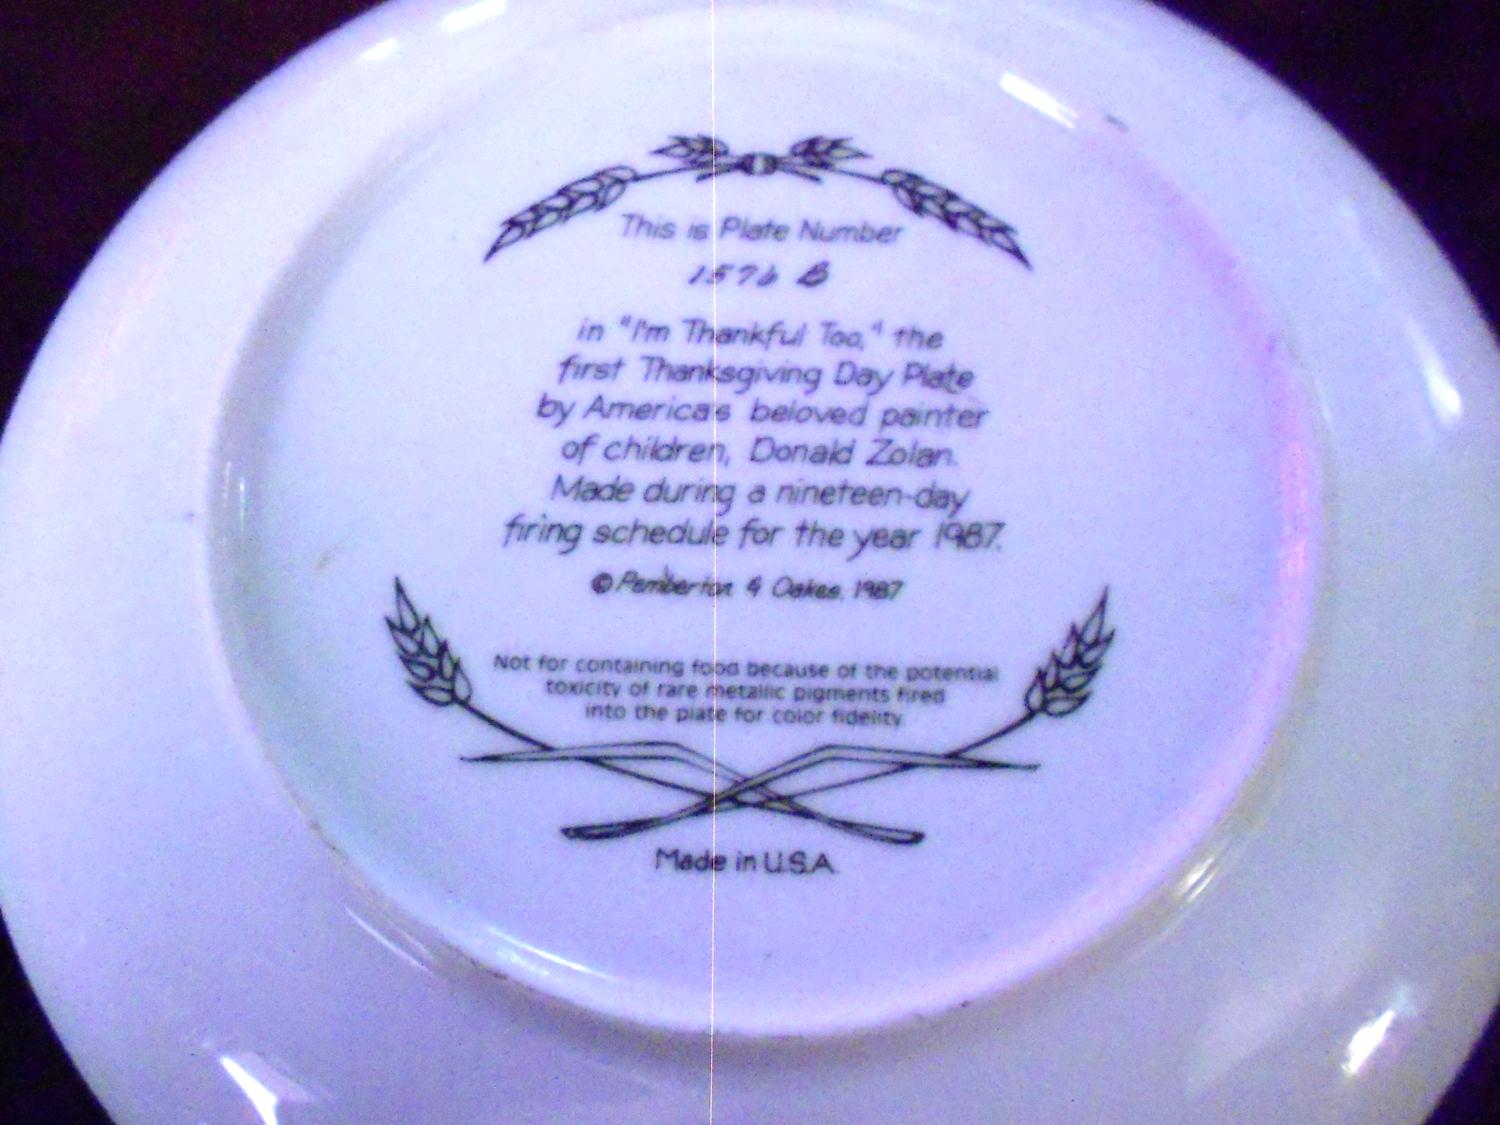 This is Plate Number
1576 B
in "I'm Thankful Too," the
first Thanksgiving Day Plate
by America's beloved painter
of children, Donald Zolan.
Made during a nineteen-day
firing schedule for the year 1987.
© Pemberton & Oakes, 1987
Not for containing food because of the potential
toxicity of rare metallic pigments fired
into the plate for color fidelity
Made in U.S.A.